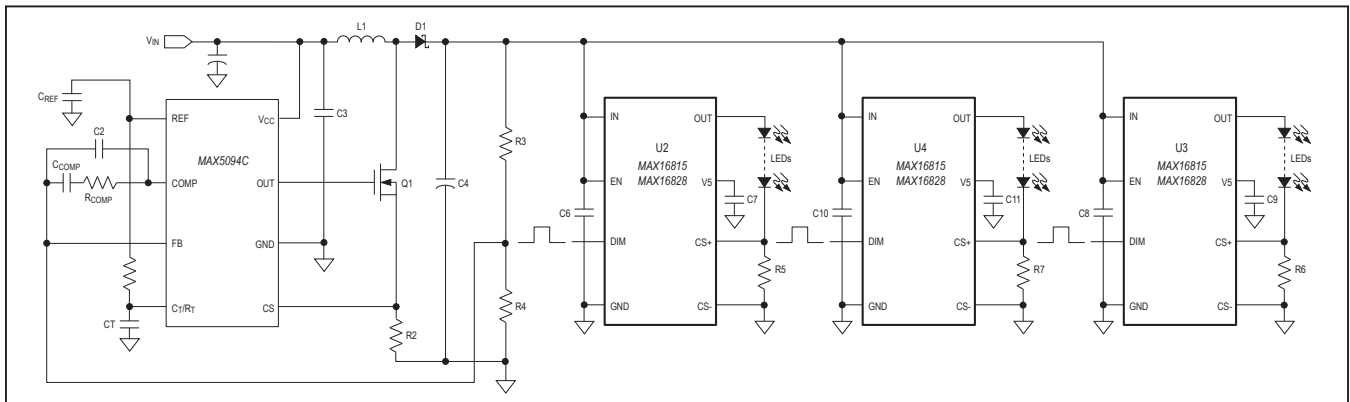 VIN
L1
D1
CREF
C2
CCOMP
RCOMP
CT
REF
COMP
FB
CT/RT
MAX5094C
VCC
OUT
GND
CS
C3
Q1
R2
C4
R3
R4
C6
IN
EN
DIM
GND
U2
MAX16815
MAX16828
OUT
V5
CS+
CS-
C7
LEDs
R5
C10
IN
EN
DIM
GND
U4
MAX16815
MAX16828
OUT
V5
CS+
CS-
C11
LEDs
R7
C8
IN
EN
DIM
GND
U3
MAX16815
MAX16828
OUT
V5
CS+
CS-
C9
LEDs
R6